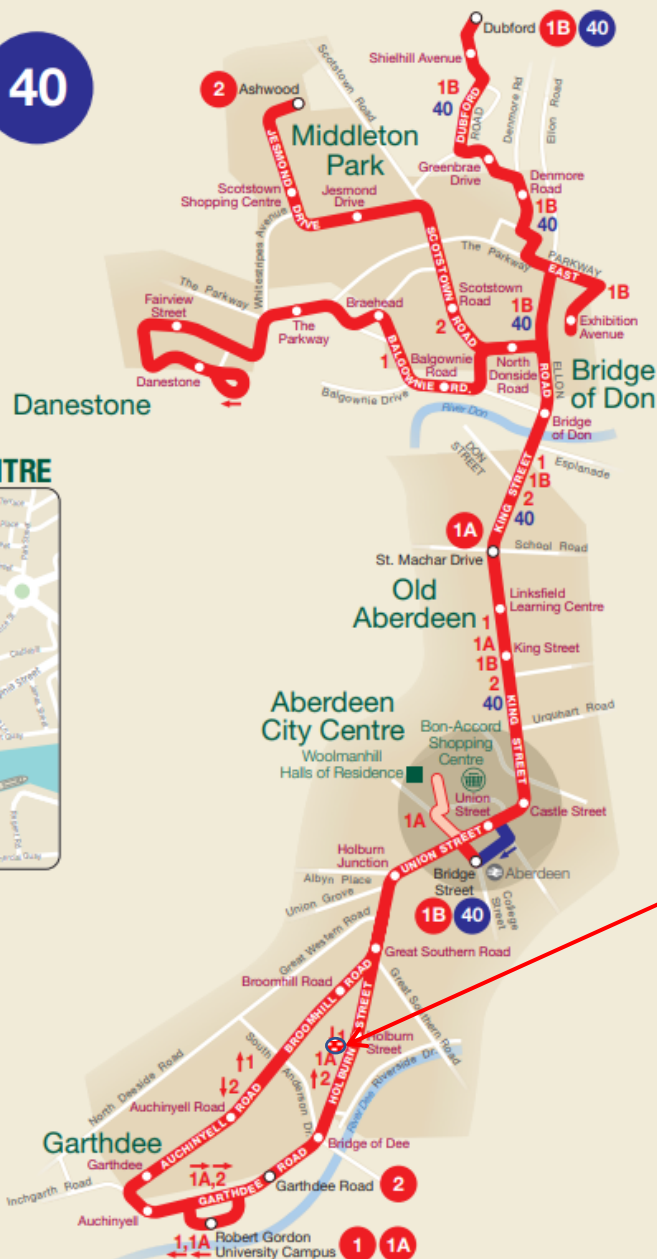 40
Dubford 1B 40
Shielhill Avenue
Scotstown Road
1B
40
DUBFORD
ROAD
Denmore Rd
Ellon Road
2 Ashwood
Middleton
Park
JESMOND
DRIVE
Greenbrae
Drive
Denmore
Road
1B
40
Scotstown
Shopping Centre
Jesmond
Drive
Whitestripes Avenue
SCOTSTOWN
ROAD
The Parkway
PARKWAY
EAST
1B
The Parkway
Fairview
Street
The
Parkway
Braehead
Scotstown
Road
1B
40
2
Exhibition
Avenue
1
BALGOWNIE RD.
Balgownie
Road
North
Donside
Road
ELLON
ROAD
Bridge
of Don
Danestone
Danestone
Balgownie Drive
River Don
Bridge
of Don
DON
STREET
Esplanade
NTRE
KING STREET
1
1B
2
40
1A
School Road
St. Machar Drive
Old
Aberdeen
Linksfield
Learning Centre
1
1A
1B
2
40
King Street
KING STREET
Urquhart Road
Aberdeen
City Centre
Bon-Accord
Shopping
Centre
Woolmanhill
Halls of Residence
Union
Street
Castle Street
1A
UNION STREET
Holburn
Junction
Albyn Place
Bridge
Street
Aberdeen
College
Street
Union Grove
1B 40
Great Western Road
Great Southern Road
Broomhill Road
BROOMHILL ROAD
HOLBURN STREET
Great Southern Road
1
1A
2
Holburn
Street
1
2
South Anderson Dr.
River Dee
Riverside Dr.
North Deeside Road
Auchinyell Road
AUCHINYELL ROAD
Garthdee
Bridge of Dee
Garthdee
1A,2
GARTHDEE ROAD
Garthdee Road 2
Inchgarth Road
Auchinyell
1,1A
Robert Gordon
University Campus 1 1A